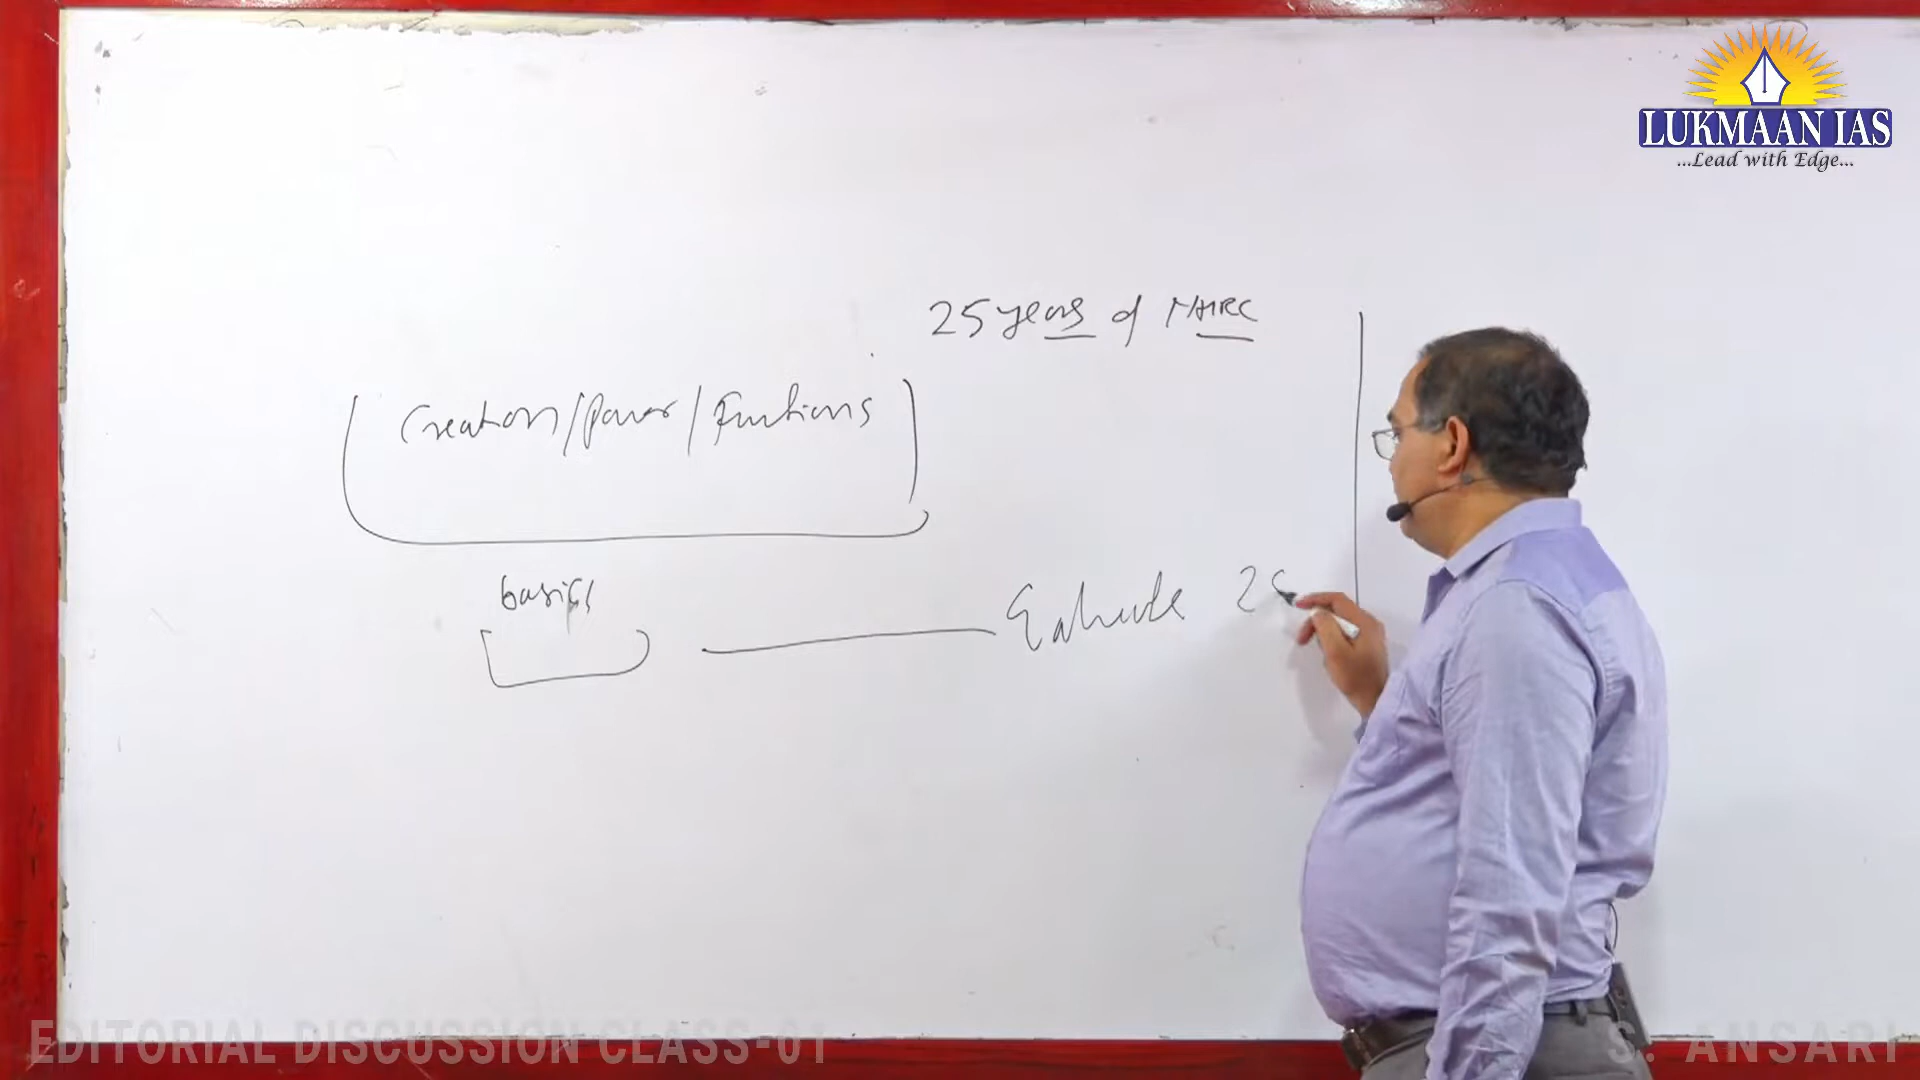 LUKMAAN IAS
...Lead with Edge...
25 years of NHRC
Creation/Power/Functions
basics
Evaluate 25
EDITORIAL DISCUSSION CLASS-01
S. ANSARI